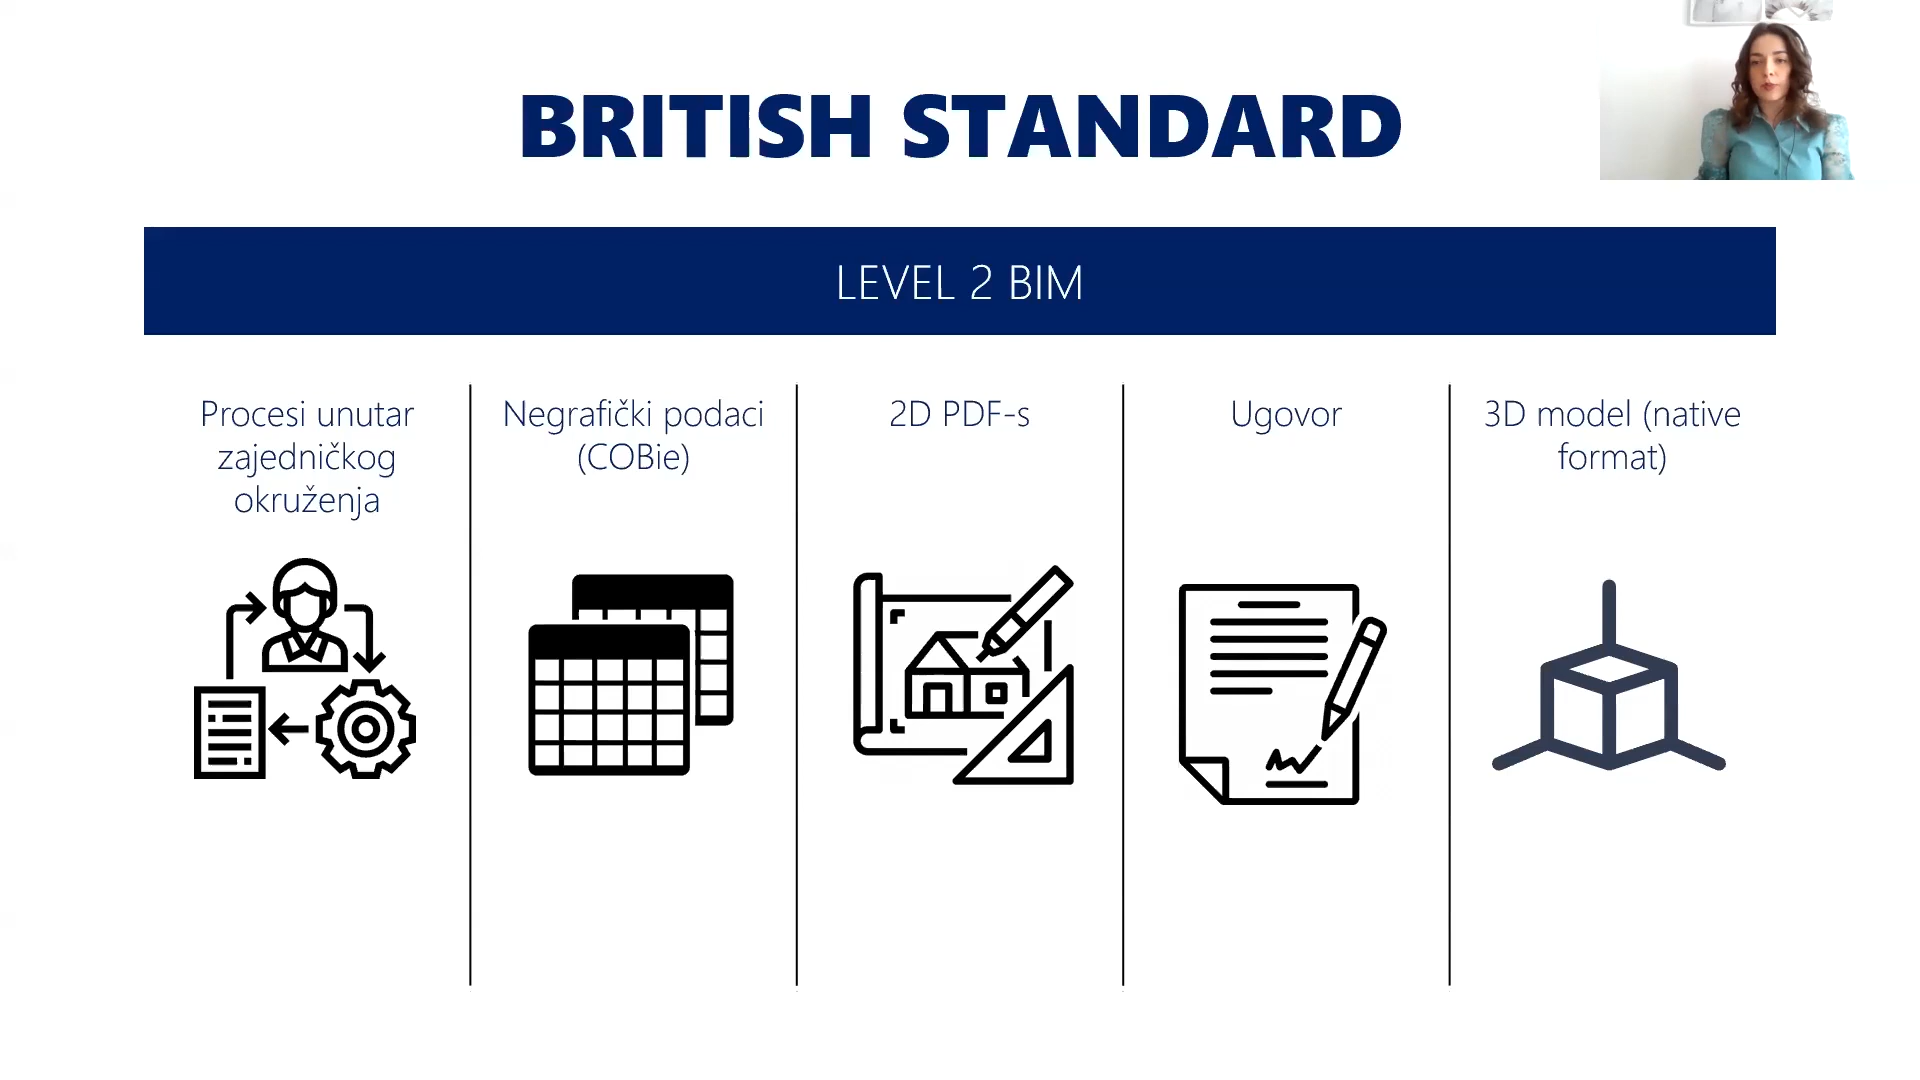 BRITISH STANDARD
LEVEL 2 BIM
Procesi unutar
zajedničkog
okruženja
Negrafički podaci
(COBie)
2D PDF-s
Ugovor
3D model (native
format)